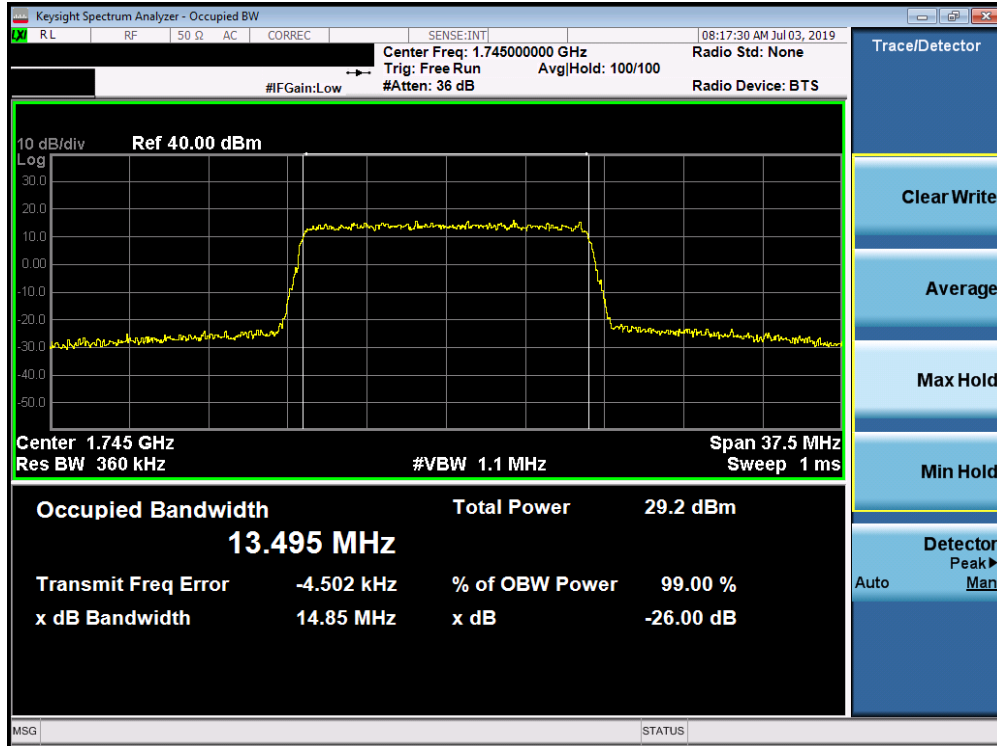 Keysight Spectrum Analyzer - Occupied BW
LXI RL RF 50 Ω AC CORREC SENSE:INT 08:17:30 AM Jul 03, 2019
Center Freq: 1.745000000 GHz Radio Std: None
Trig: Free Run Avg|Hold: 100/100
#IFGain:Low #Atten: 36 dB Radio Device: BTS
10 dB/div Ref 40.00 dBm
Log
30.0
20.0
10.0
0.00
-10.0
-20.0
-30.0
-40.0
-50.0
Center 1.745 GHz Span 37.5 MHz
Res BW 360 kHz #VBW 1.1 MHz Sweep 1 ms
Occupied Bandwidth Total Power 29.2 dBm
13.495 MHz
Transmit Freq Error -4.502 kHz % of OBW Power 99.00 %
x dB Bandwidth 14.85 MHz x dB -26.00 dB
MSG STATUS
Trace/Detector
Clear Write
Average
Max Hold
Min Hold
Detector
Peak▶
Auto Man